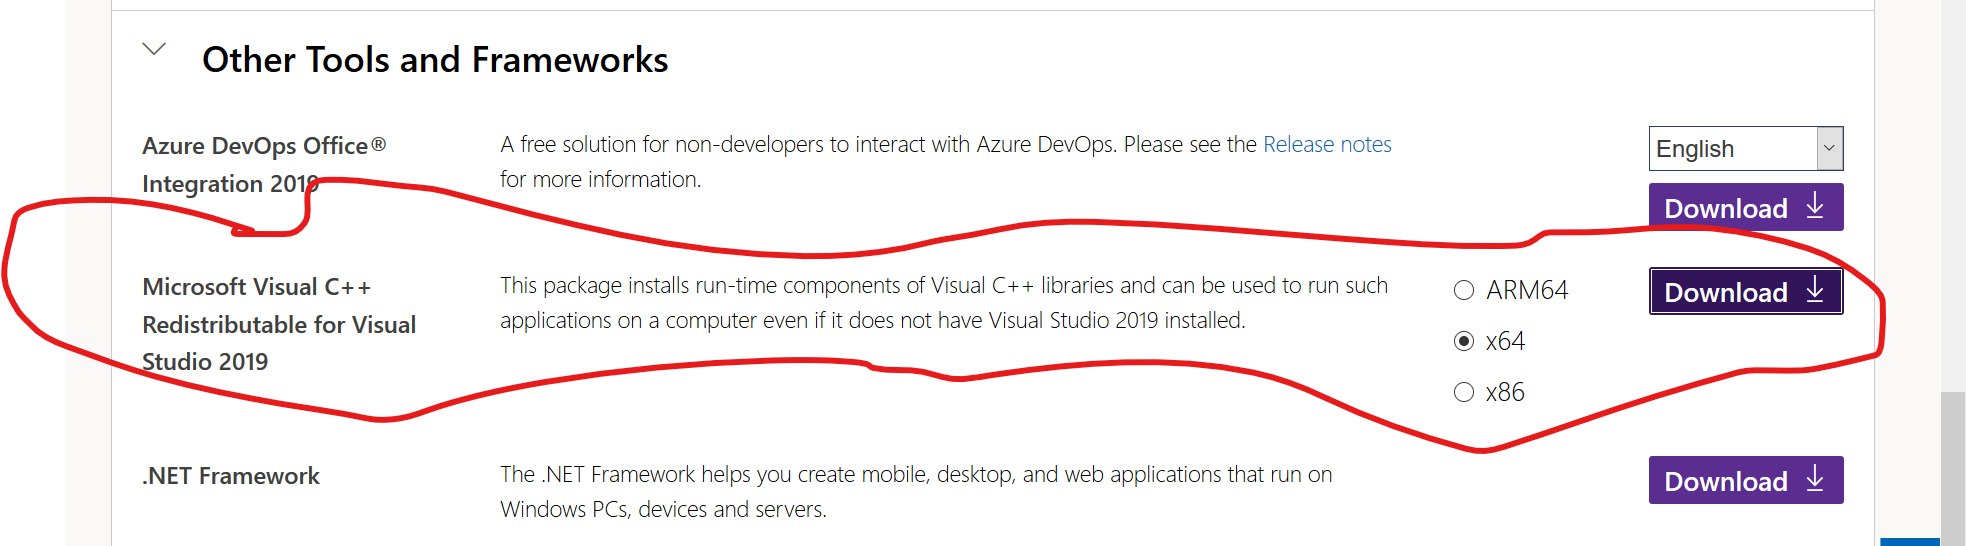 Other Tools and Frameworks
Azure DevOps Office®
Integration 2019
A free solution for non-developers to interact with Azure DevOps. Please see the Release notes
for more information.
English
Download
Microsoft Visual C++
Redistributable for Visual
Studio 2019
This package installs run-time components of Visual C++ libraries and can be used to run such
applications on a computer even if it does not have Visual Studio 2019 installed.
ARM64
x64
x86
Download
.NET Framework
The .NET Framework helps you create mobile, desktop, and web applications that run on
Windows PCs, devices and servers.
Download